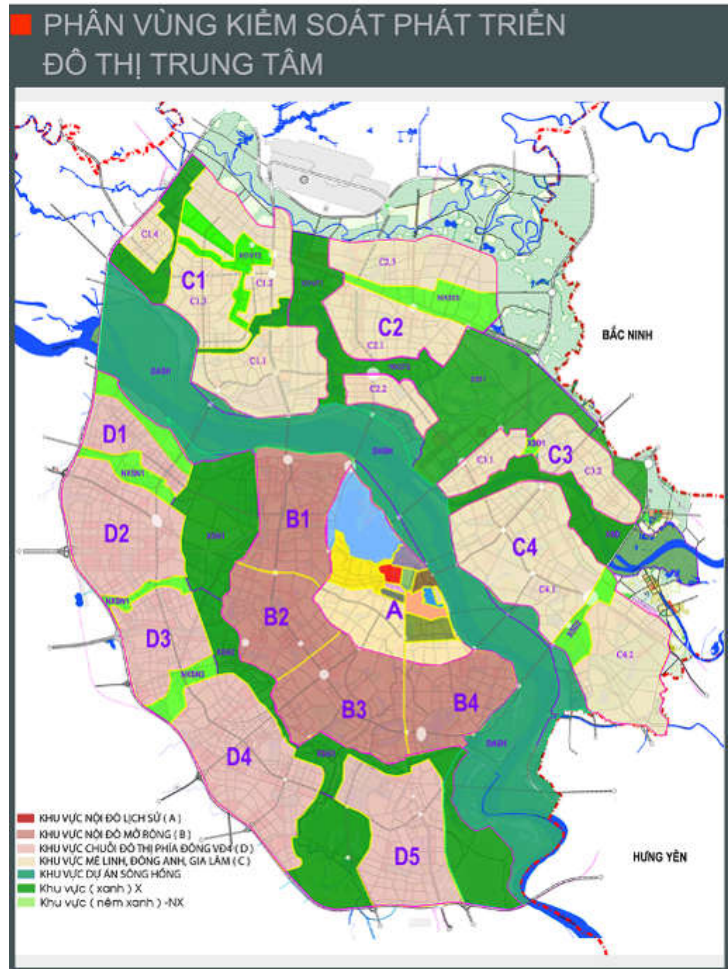 PHÂN VÙNG KIỂM SOÁT PHÁT TRIỂN
ĐÔ THỊ TRUNG TÂM
C1.4
C1
C1.3
C1.2
C2.3
C2
C2.1
BẮC NINH
C1.1
C2.2
D1
C3
C3.1
C3.2
B1
D2
C4
C4.1
A
B2
D3
C4.2
B3
B4
D4
D5
HƯNG YÊN
KHU VỰC NỘI ĐÔ LỊCH SỬ ( A )
KHU VỰC NỘI ĐÔ MỞ RỘNG ( B )
KHU VỰC CHUỖI ĐÔ THỊ PHÍA ĐÔNG VĐ4 ( D )
KHU VỰC MÊ LINH, ĐÔNG ANH, GIA LÂM ( C )
KHU VỰC DỰ ÁN SÔNG HỒNG
Khu vực ( xanh ) X
Khu vực ( nêm xanh ) -NX